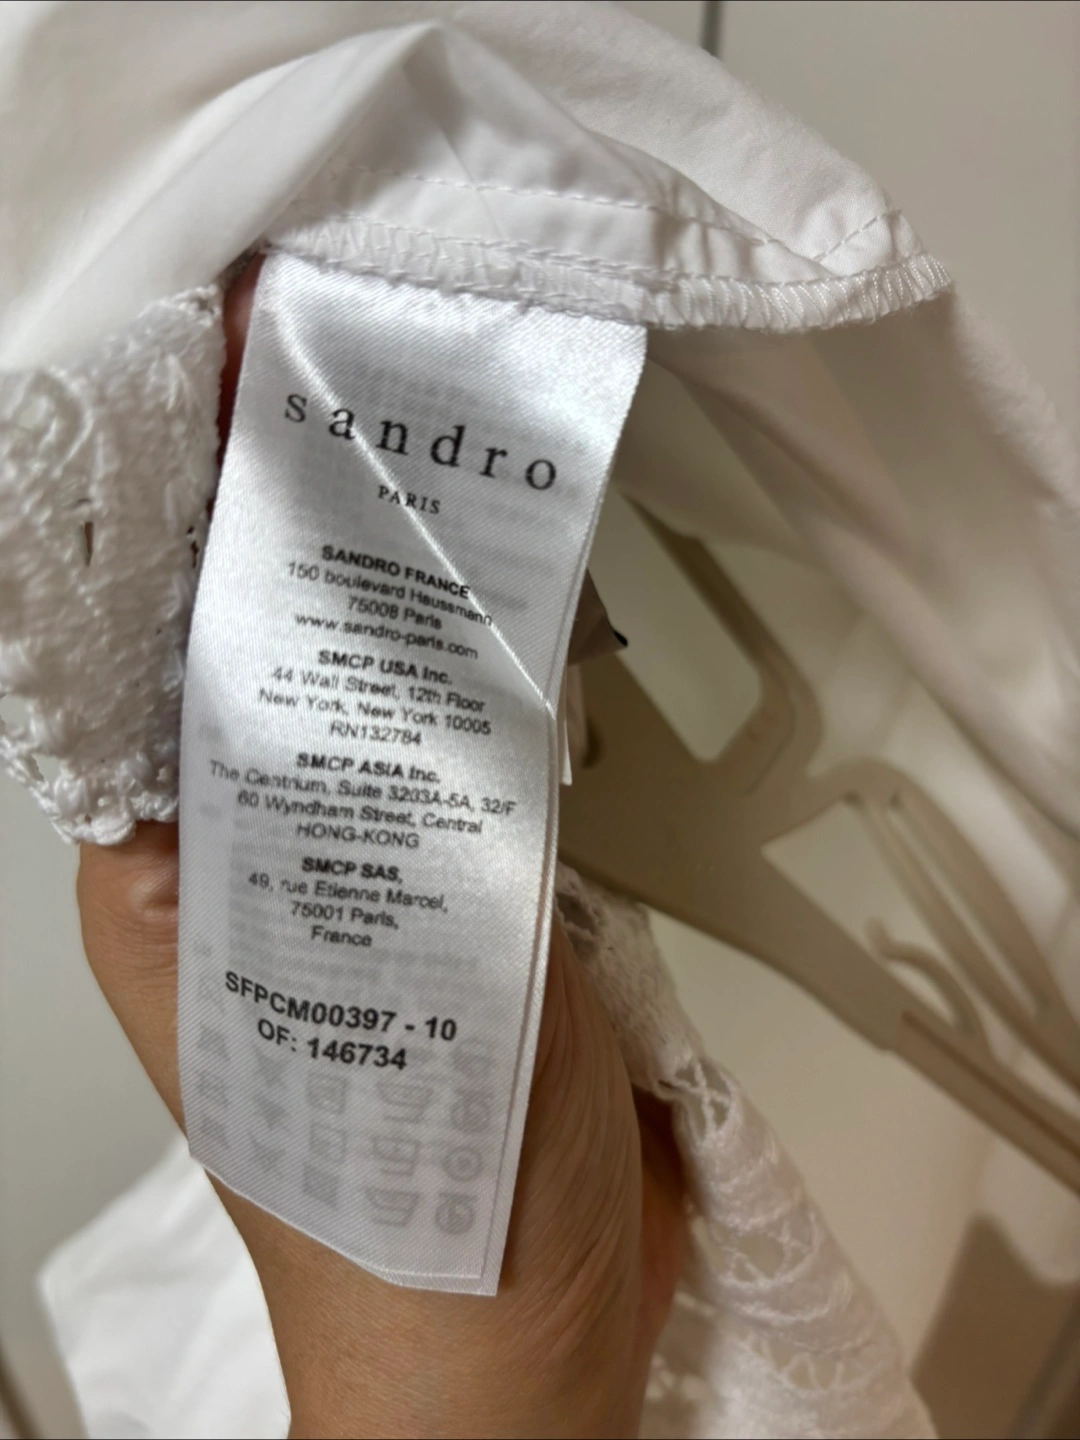 sandro
PARIS
SANDRO FRANCE
150 boulevard Haussmann
75008 Paris
www.sandro-paris.com
SMCP USA Inc.
44 Wall Street, 12th Floor
New York, New York 10005
RN132784
SMCP ASIA Inc.
The Centrium, Suite 3203A-5A, 32/F
60 Wyndham Street, Central
HONG-KONG
SMCP SAS,
49, rue Etienne Marcel,
75001 Paris,
France
SFPCM00397 - 10
OF: 146734